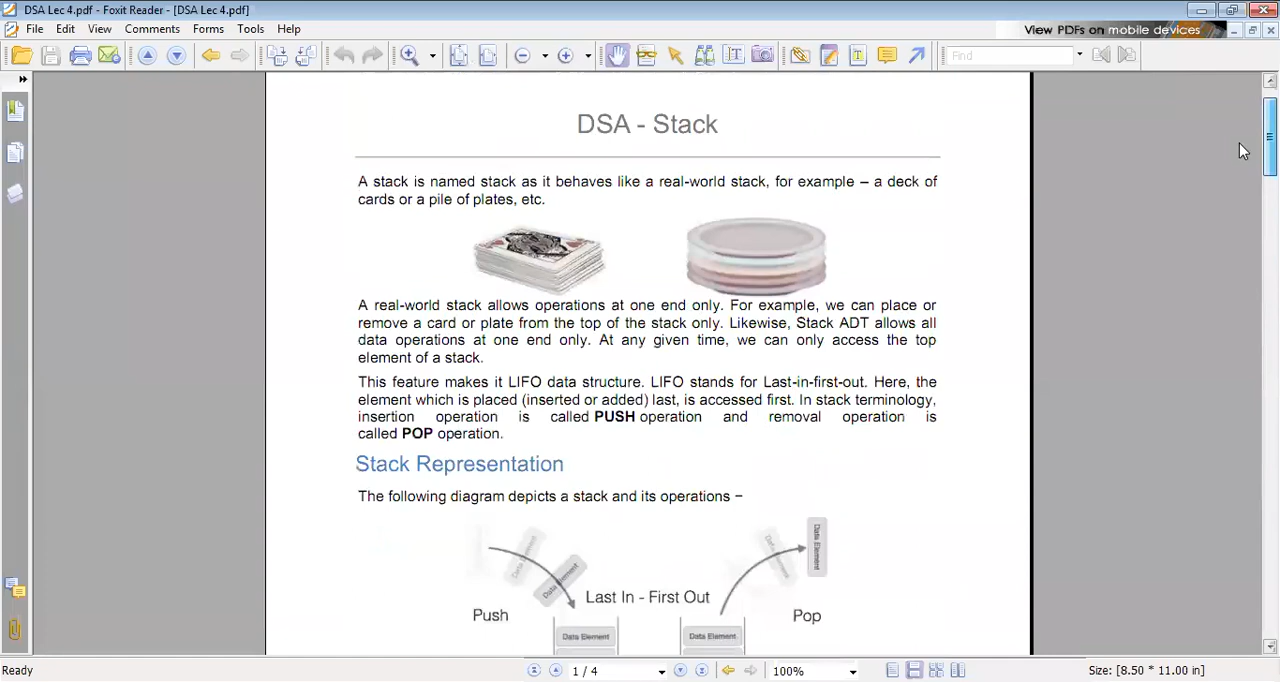 DSA Lec 4.pdf - Foxit Reader - [DSA Lec 4.pdf]
File Edit View Comments Forms Tools Help
View PDFs on mobile devices
Find
DSA - Stack
A stack is named stack as it behaves like a real-world stack, for example – a deck of
cards or a pile of plates, etc.
A real-world stack allows operations at one end only. For example, we can place or
remove a card or plate from the top of the stack only. Likewise, Stack ADT allows all
data operations at one end only. At any given time, we can only access the top
element of a stack.
This feature makes it LIFO data structure. LIFO stands for Last-in-first-out. Here, the
element which is placed (inserted or added) last, is accessed first. In stack terminology,
insertion operation is called PUSH operation and removal operation is
called POP operation.
Stack Representation
The following diagram depicts a stack and its operations –
Data Element
Data Element
Data Element
Data Element
Last In - First Out
Push
Pop
Data Element
Data Element
Ready
1 / 4
100%
Size: [8.50 * 11.00 in]